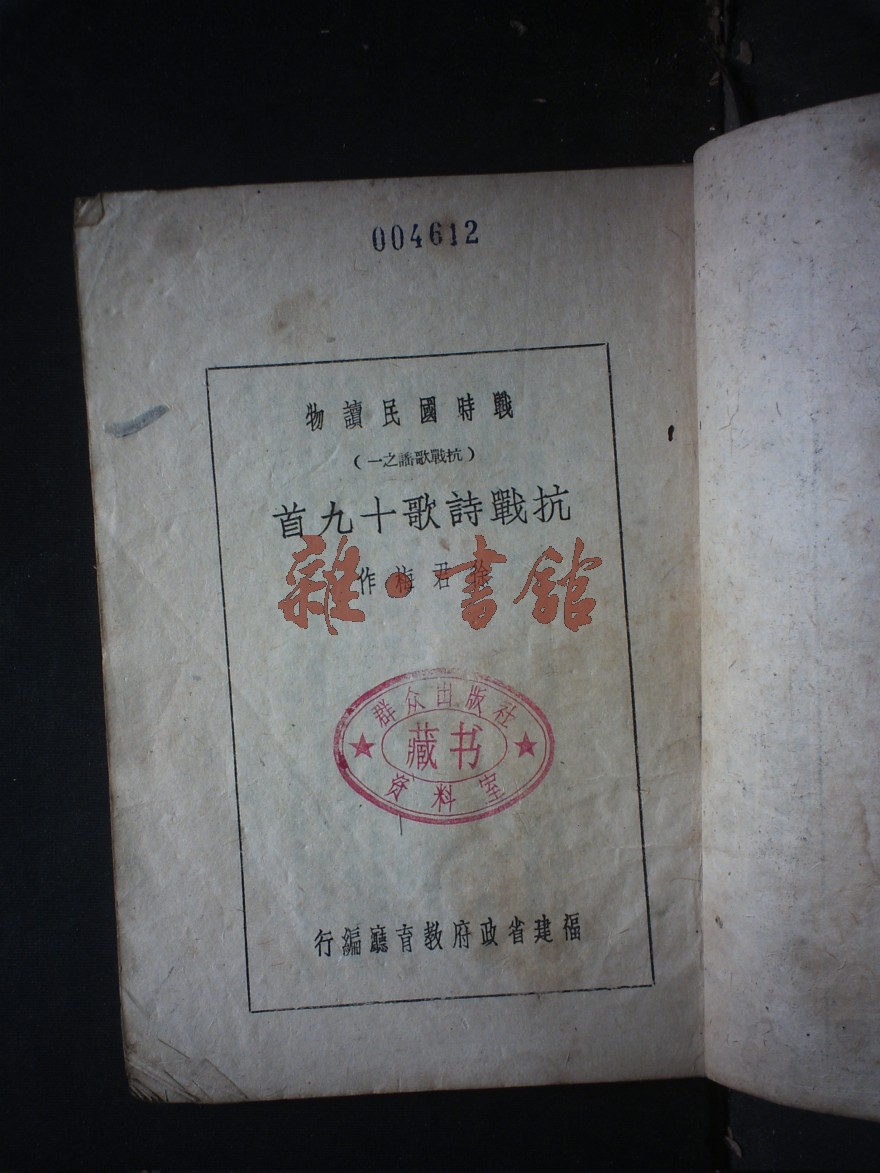 004612
戰時國民讀物
（抗戰歌謠之一）
抗戰詩歌十九首
徐君梅作
雜·書館
群众出版社
藏书
资料室
福建省政府教育廳編行